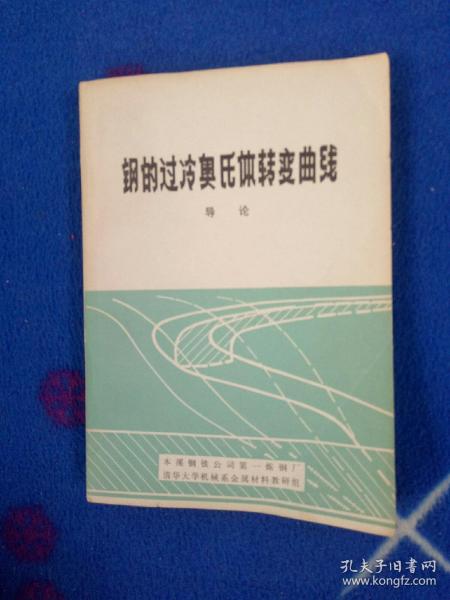 钢的过冷奥氏体转变曲线
导 论
本溪钢铁公司第一炼钢厂
清华大学机械系金属材料教研组
孔夫子旧书网
www.kongfz.com